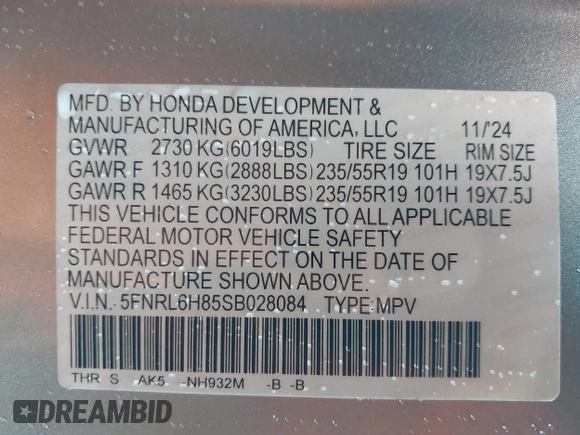 MFD. BY HONDA DEVELOPMENT &
MANUFACTURING OF AMERICA, LLC 11/'24
GVWR 2730 KG(6019LBS) TIRE SIZE RIM SIZE
GAWR F 1310 KG(2888LBS) 235/55R19 101H 19X7.5J
GAWR R 1465 KG(3230LBS) 235/55R19 101H 19X7.5J
THIS VEHICLE CONFORMS TO ALL APPLICABLE
FEDERAL MOTOR VEHICLE SAFETY
STANDARDS IN EFFECT ON THE DATE OF
MANUFACTURE SHOWN ABOVE.
V.I.N. 5FNRL6H85SB028084 TYPE:MPV
THR S AK5 -NH932M -B -B
DREAMBID